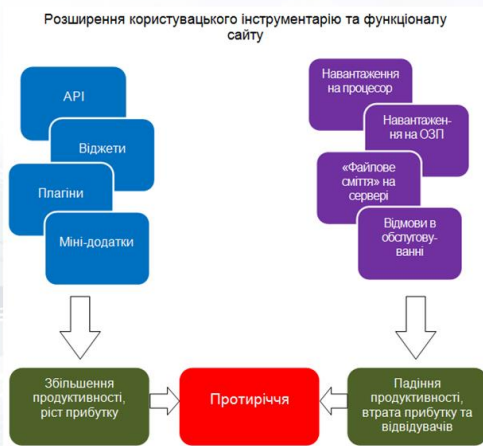 Розширення користувацького інструментарію та функціоналу
сайту
API
Віджети
Плагіни
Міні-додатки
Навантаження
на процесор
Навантажен-
ня на ОЗП
«Файлове
сміття» на
сервері
Відмови в
обслугову-
ванні
Збільшення
продуктивності,
ріст прибутку
Протиріччя
Падіння
продуктивності,
втрата прибутку та
відвідувачів